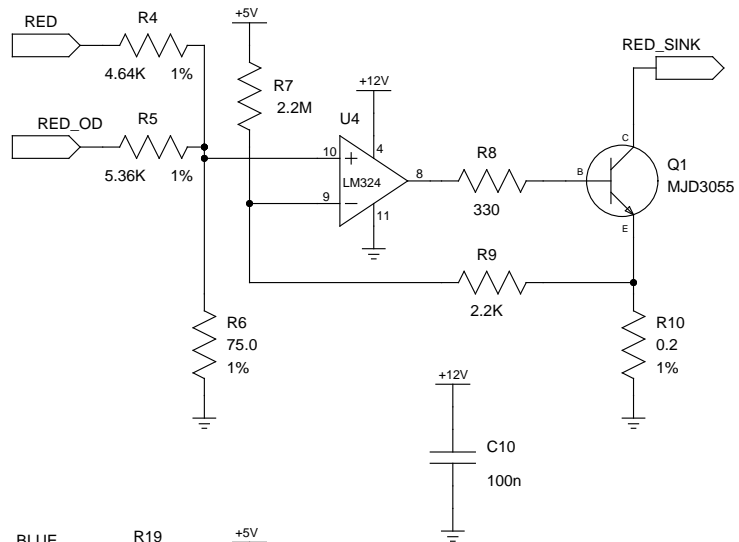 RED
R4
4.64K 1%
RED_OD
R5
5.36K 1%
+5V
R7
2.2M
+12V
U4
10
+
4
LM324
8
9
−
11
R8
330
RED_SINK
C
B
E
Q1
MJD3055
R9
2.2K
R6
75.0
1%
R10
0.2
1%
+12V
C10
100n
BLUE
R19
+5V